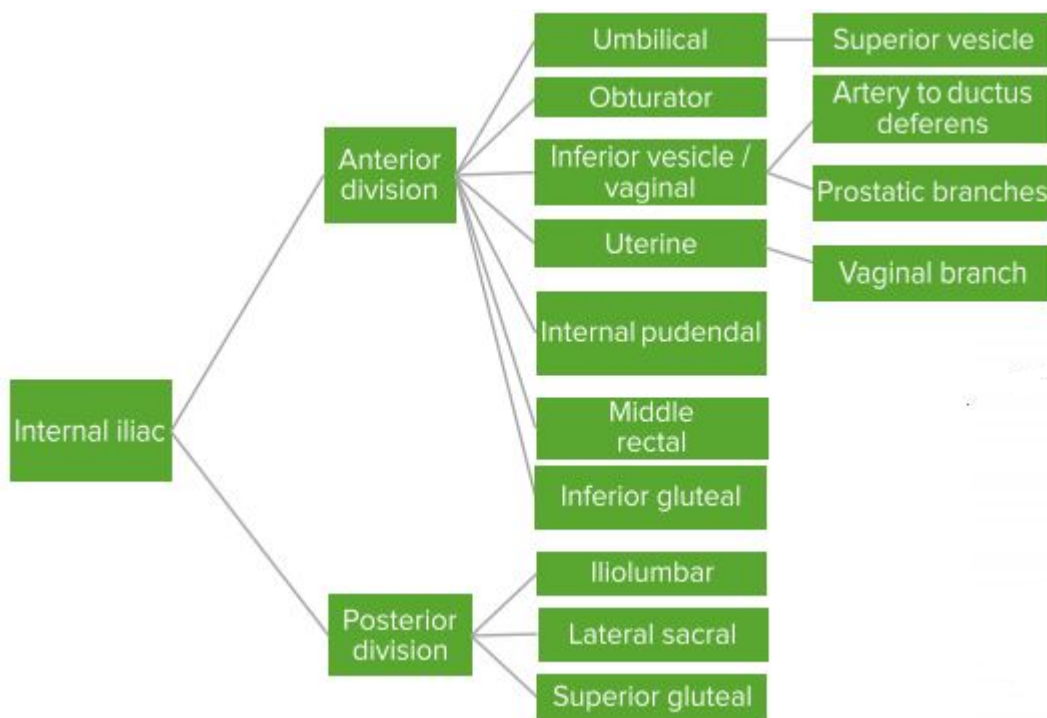 Umbilical
Superior vesicle
Obturator
Artery to ductus
deferens
Anterior
division
Inferior vesicle /
vaginal
Prostatic branches
Uterine
Vaginal branch
Internal pudendal
Internal iliac
Middle
rectal
Inferior gluteal
Iliolumbar
Posterior
division
Lateral sacral
Superior gluteal